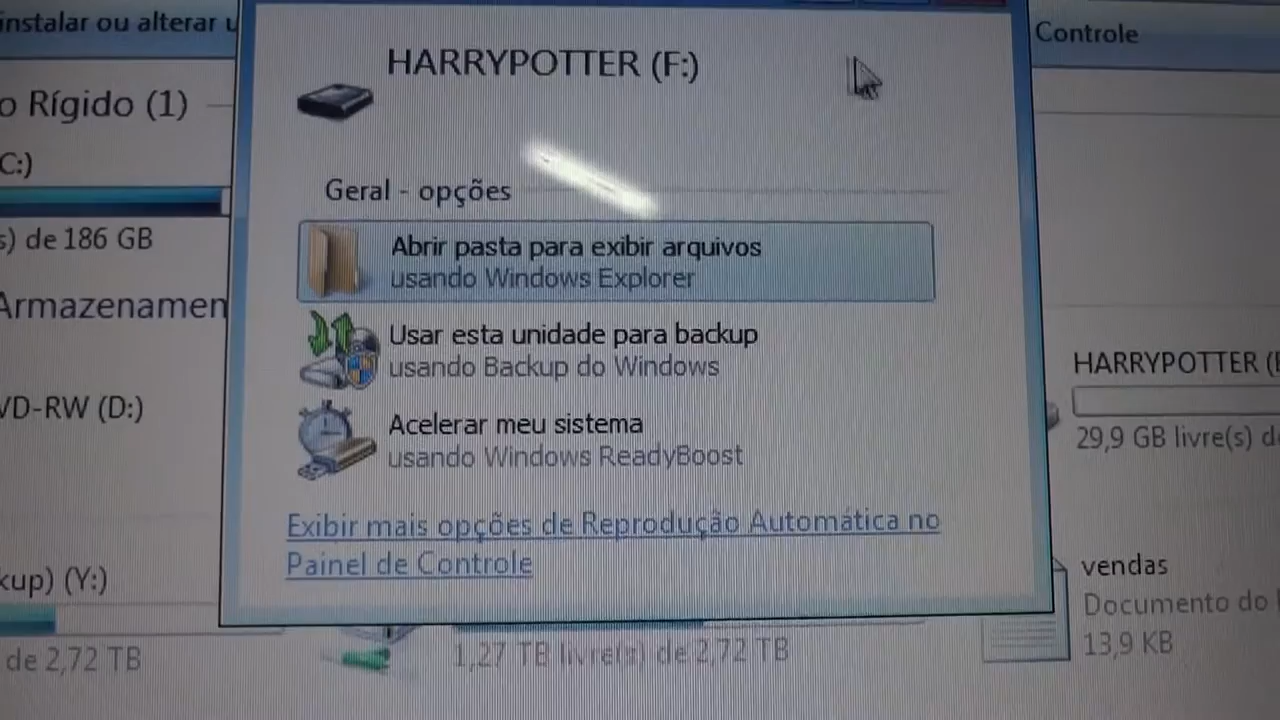 instalar ou alterar
Controle
HARRYPOTTER (F:)
Rígido (1)
C:)
Geral - opções
de 186 GB
Abrir pasta para exibir arquivos
usando Windows Explorer
Armazenamen
Usar esta unidade para backup
usando Backup do Windows
HARRYPOTTER
VD-RW (D:)
Acelerar meu sistema
usando Windows ReadyBoost
29,9 GB livre(s) d
Exibir mais opções de Reprodução Automática no
Painel de Controle
kup) (Y:)
vendas
Documento do
13,9 KB
de 2,72 TB
1,27 TB livre(s) de 2,72 TB